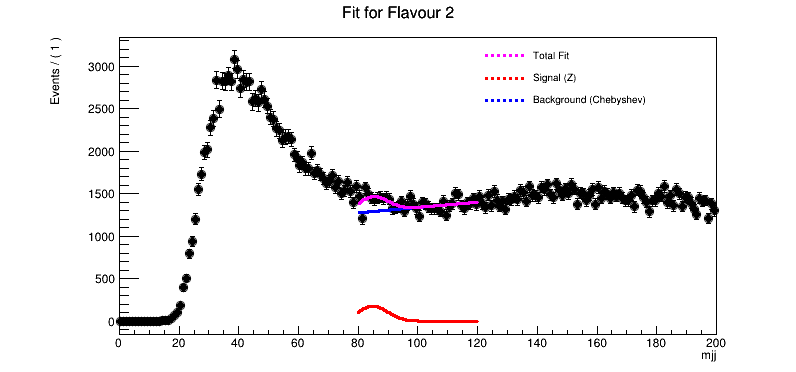 Fit for Flavour 2
Events / ( 1 )
Total Fit
Signal (Z)
Background (Chebyshev)
3000
2500
2000
1500
1000
500
0
0 20 40 60 80 100 120 140 160 180 200
mjj